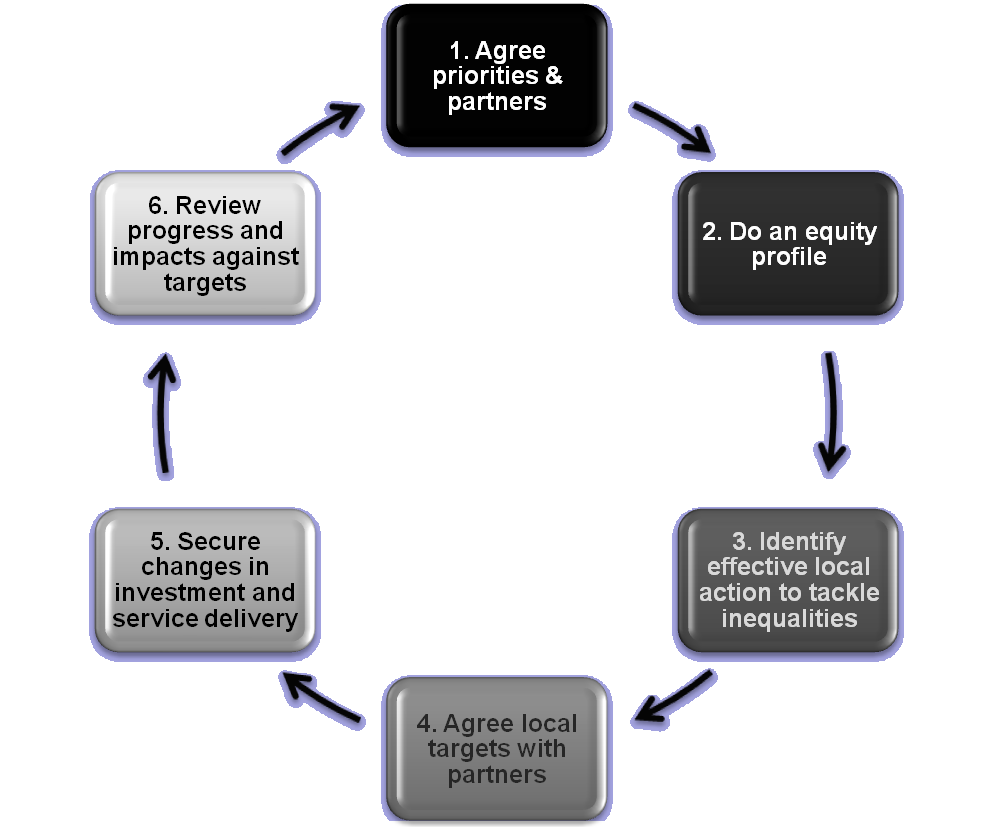 1. Agree
priorities &
partners
2. Do an equity
profile
3. Identify
effective local
action to tackle
inequalities
4. Agree local
targets with
partners
5. Secure
changes in
investment and
service delivery
6. Review
progress and
impacts against
targets